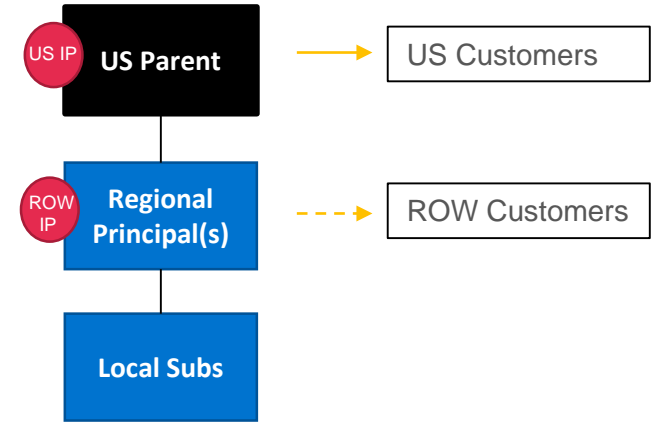 US IP
US Parent
US Customers
ROW
IP
Regional
Principal(s)
ROW Customers
Local Subs